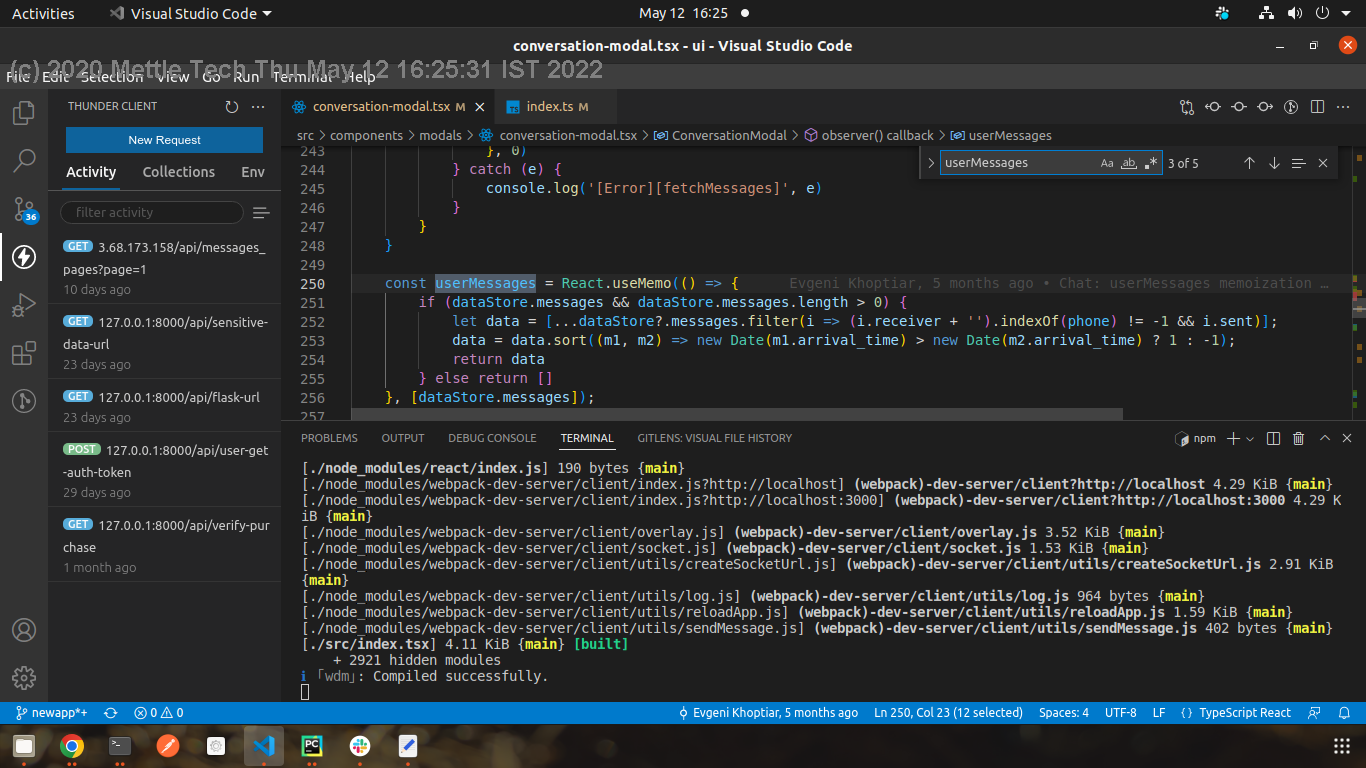 Activities
Visual Studio Code
May 12 16:25
conversation-modal.tsx - ui - Visual Studio Code
(c) 2020 Mettle Tech Thu May 12 16:25:31 IST 2022
File Edit Selection View Go Run Terminal Help
THUNDER CLIENT
New Request
Activity Collections Env
filter activity
GET 3.68.173.158/api/messages_
pages?page=1
10 days ago
GET 127.0.0.1:8000/api/sensitive-
data-url
23 days ago
GET 127.0.0.1:8000/api/flask-url
23 days ago
POST 127.0.0.1:8000/api/user-get
-auth-token
29 days ago
GET 127.0.0.1:8000/api/verify-pur
chase
1 month ago
36
conversation-modal.tsx M
TS index.ts M
src > components > modals > conversation-modal.tsx > ConversationModal > observer() callback > userMessages
userMessages Aa ab .* 3 of 5
243 }, 0)
244 } catch (e) {
245 console.log('[Error][fetchMessages]', e)
246 }
247 }
248 }
249
250 const userMessages = React.useMemo(() => { Evgeni Khoptiar, 5 months ago • Chat: userMessages memoization …
251 if (dataStore.messages && dataStore.messages.length > 0) {
252 let data = [...dataStore?.messages.filter(i => (i.receiver + '').indexOf(phone) != -1 && i.sent)];
253 data = data.sort((m1, m2) => new Date(m1.arrival_time) > new Date(m2.arrival_time) ? 1 : -1);
254 return data
255 } else return []
256 }, [dataStore.messages]);
257
PROBLEMS OUTPUT DEBUG CONSOLE TERMINAL GITLENS: VISUAL FILE HISTORY
npm
[./node_modules/react/index.js] 190 bytes {main}
[./node_modules/webpack-dev-server/client/index.js?http://localhost] (webpack)-dev-server/client?http://localhost 4.29 KiB {main}
[./node_modules/webpack-dev-server/client/index.js?http://localhost:3000] (webpack)-dev-server/client?http://localhost:3000 4.29 K
iB {main}
[./node_modules/webpack-dev-server/client/overlay.js] (webpack)-dev-server/client/overlay.js 3.52 KiB {main}
[./node_modules/webpack-dev-server/client/socket.js] (webpack)-dev-server/client/socket.js 1.53 KiB {main}
[./node_modules/webpack-dev-server/client/utils/createSocketUrl.js] (webpack)-dev-server/client/utils/createSocketUrl.js 2.91 KiB
{main}
[./node_modules/webpack-dev-server/client/utils/log.js] (webpack)-dev-server/client/utils/log.js 964 bytes {main}
[./node_modules/webpack-dev-server/client/utils/reloadApp.js] (webpack)-dev-server/client/utils/reloadApp.js 1.59 KiB {main}
[./node_modules/webpack-dev-server/client/utils/sendMessage.js] (webpack)-dev-server/client/utils/sendMessage.js 402 bytes {main}
[./src/index.tsx] 4.11 KiB {main} [built]
+ 2921 hidden modules
ℹ ｢wdm｣: Compiled successfully.
newapp*+ 0 0
Evgeni Khoptiar, 5 months ago Ln 250, Col 23 (12 selected) Spaces: 4 UTF-8 LF {} TypeScript React
PC